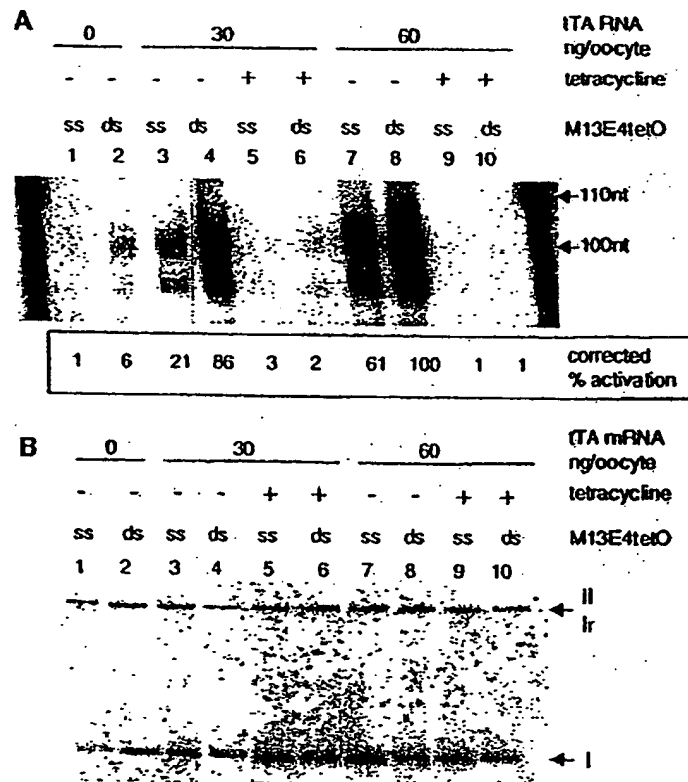 A
0 30 60 tTA RNA
ng/oocyte
- - - - + + - - + + tetracycline
ss ds ss ds ss ds ss ds ss ds M13E4tetO
1 2 3 4 5 6 7 8 9 10
110nt
100nt
1 6 21 86 3 2 61 100 1 1 corrected
% activation
B
0 30 60 tTA mRNA
ng/oocyte
- - - - + + - - + + tetracycline
ss ds ss ds ss ds ss ds ss ds M13E4tetO
1 2 3 4 5 6 7 8 9 10
II
Ir
I